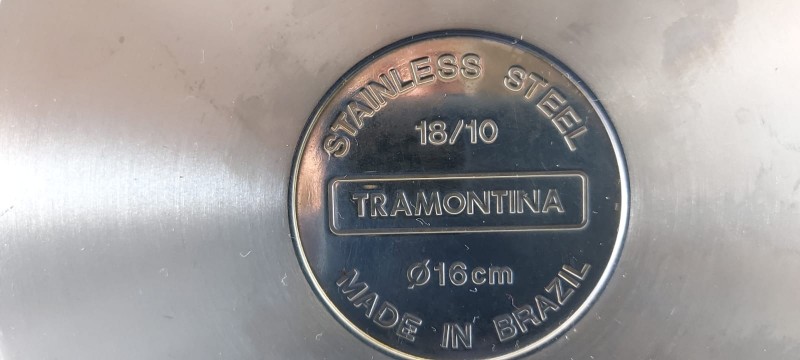 STAINLESS STEEL
18/10
TRAMONTINA
Ø16cm
MADE IN BRAZIL